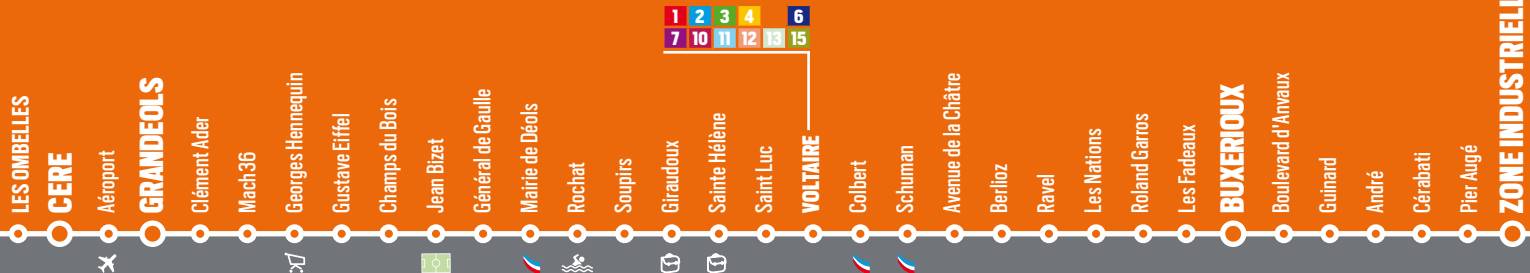 1 2 3 4 6
7 10 11 12 13 15
LES OMBELLES
CERE
Aéroport
GRANDEOLS
Clément Ader
Mach36
Georges Hennequin
Gustave Eiffel
Champs du Bois
Jean Bizet
Général de Gaulle
Mairie de Déols
Rochat
Soupirs
Giraudoux
Sainte Hélène
Saint Luc
VOLTAIRE
Colbert
Schuman
Avenue de la Châtre
Berlioz
Ravel
Les Nations
Roland Garros
Les Fadeaux
BUXERIOUX
Boulevard d'Anvaux
Guinard
André
Cérabati
Pier Augé
ZONE INDUSTRIELL